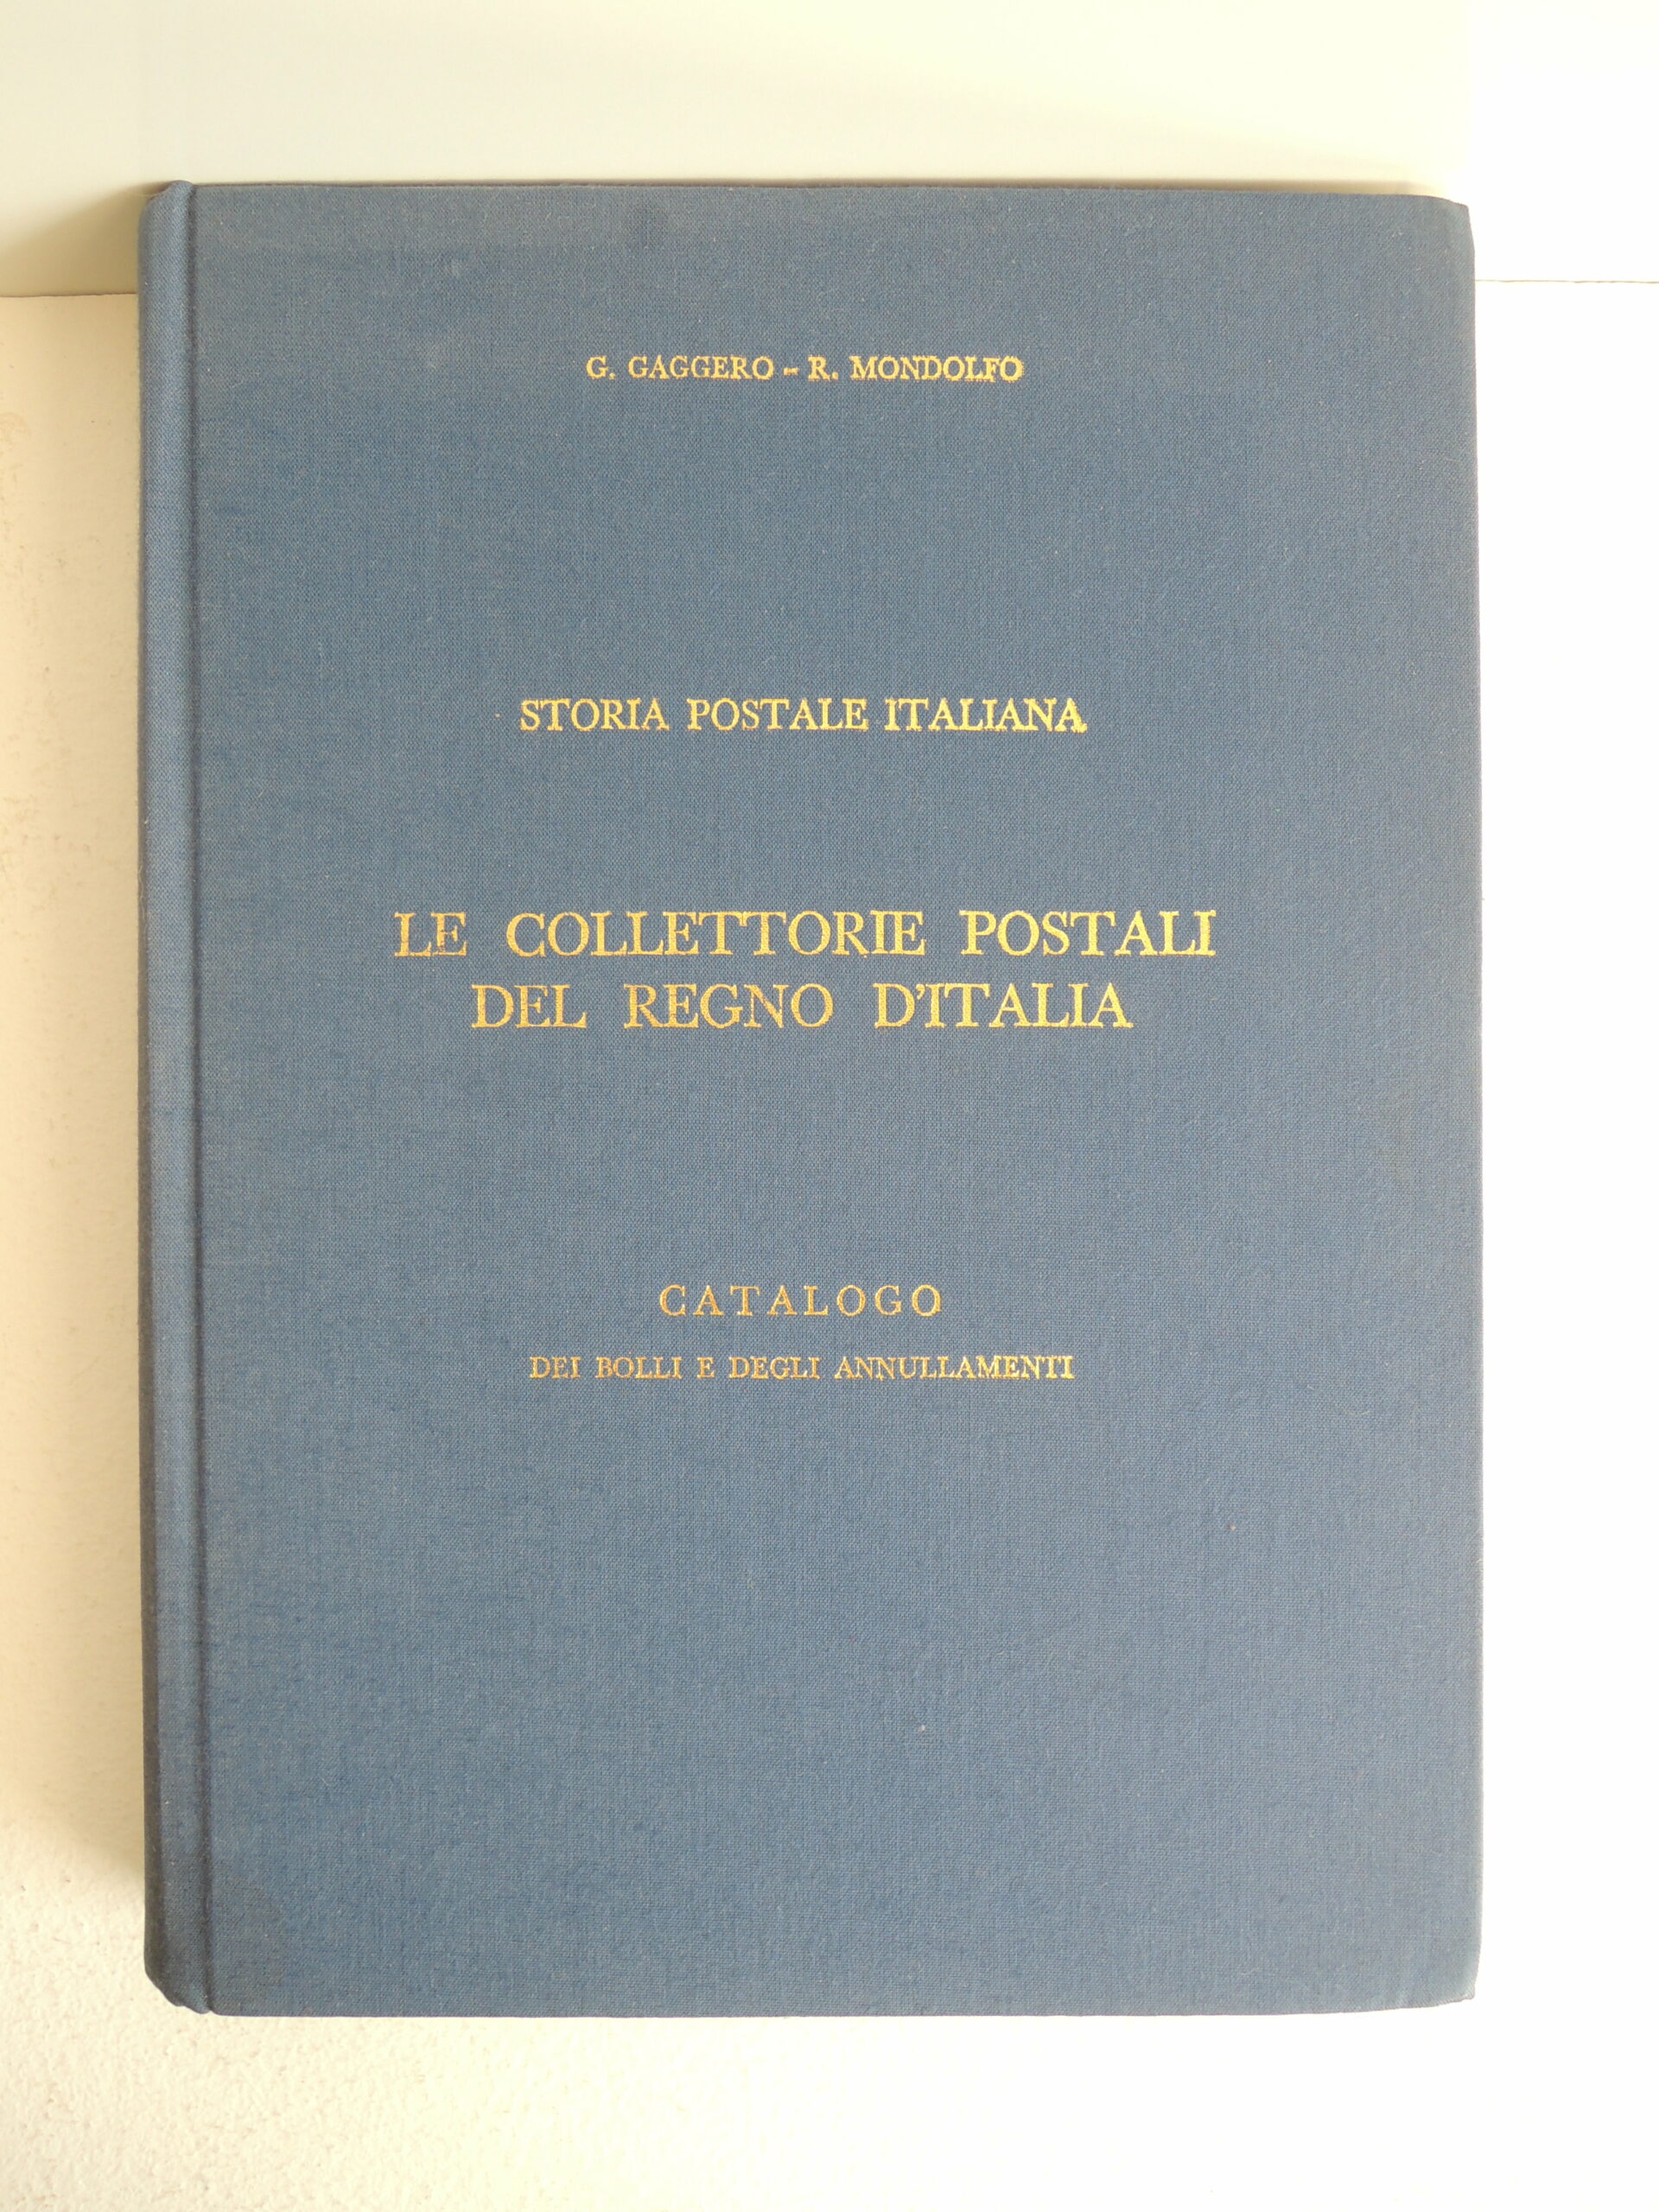 G. GAGGERO - R. MONDOLFO
STORIA POSTALE ITALIANA
LE COLLETTORIE POSTALI
DEL REGNO D'ITALIA
CATALOGO
DEI BOLLI E DEGLI ANNULLAMENTI